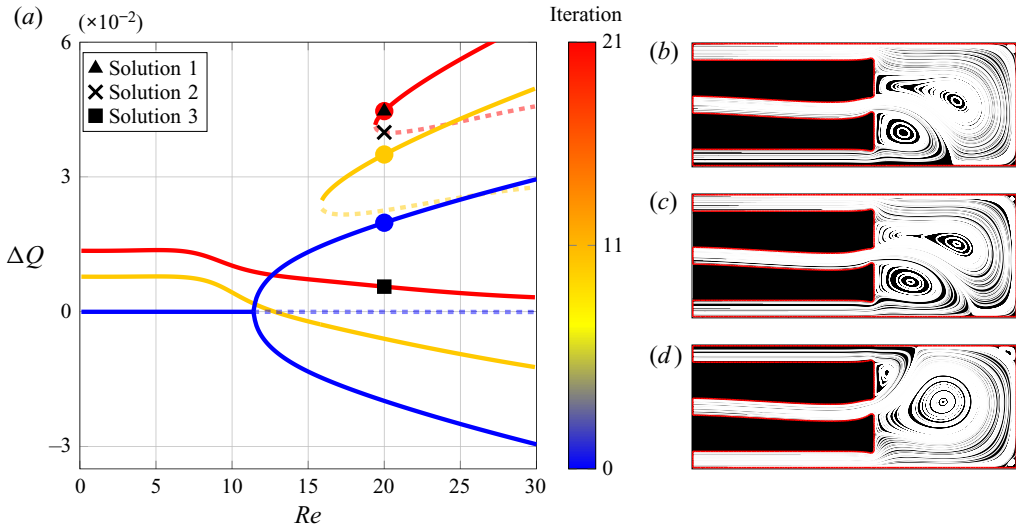 (a)
(×10⁻²)
Iteration
6
3
0
−3
ΔQ
▲ Solution 1
× Solution 2
■ Solution 3
0 5 10 15 20 25 30
Re
21
11
0
(b)
(c)
(d)